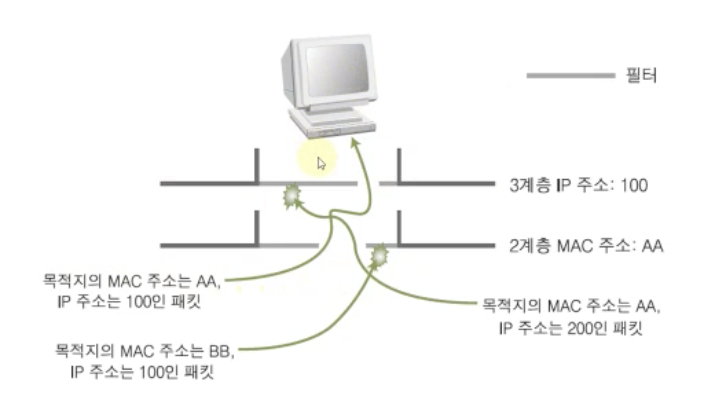 필터
3계층 IP 주소: 100
2계층 MAC 주소: AA
목적지의 MAC 주소는 AA,
IP 주소는 100인 패킷
목적지의 MAC 주소는 AA,
IP 주소는 200인 패킷
목적지의 MAC 주소는 BB,
IP 주소는 100인 패킷